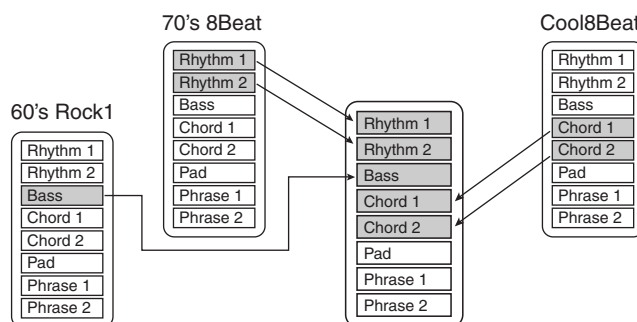 70's 8Beat
Rhythm 1
Rhythm 2
Bass
Chord 1
Chord 2
Pad
Phrase 1
Phrase 2
Cool8Beat
Rhythm 1
Rhythm 2
Bass
Chord 1
Chord 2
Pad
Phrase 1
Phrase 2
60's Rock1
Rhythm 1
Rhythm 2
Bass
Chord 1
Chord 2
Pad
Phrase 1
Phrase 2
Rhythm 1
Rhythm 2
Bass
Chord 1
Chord 2
Pad
Phrase 1
Phrase 2